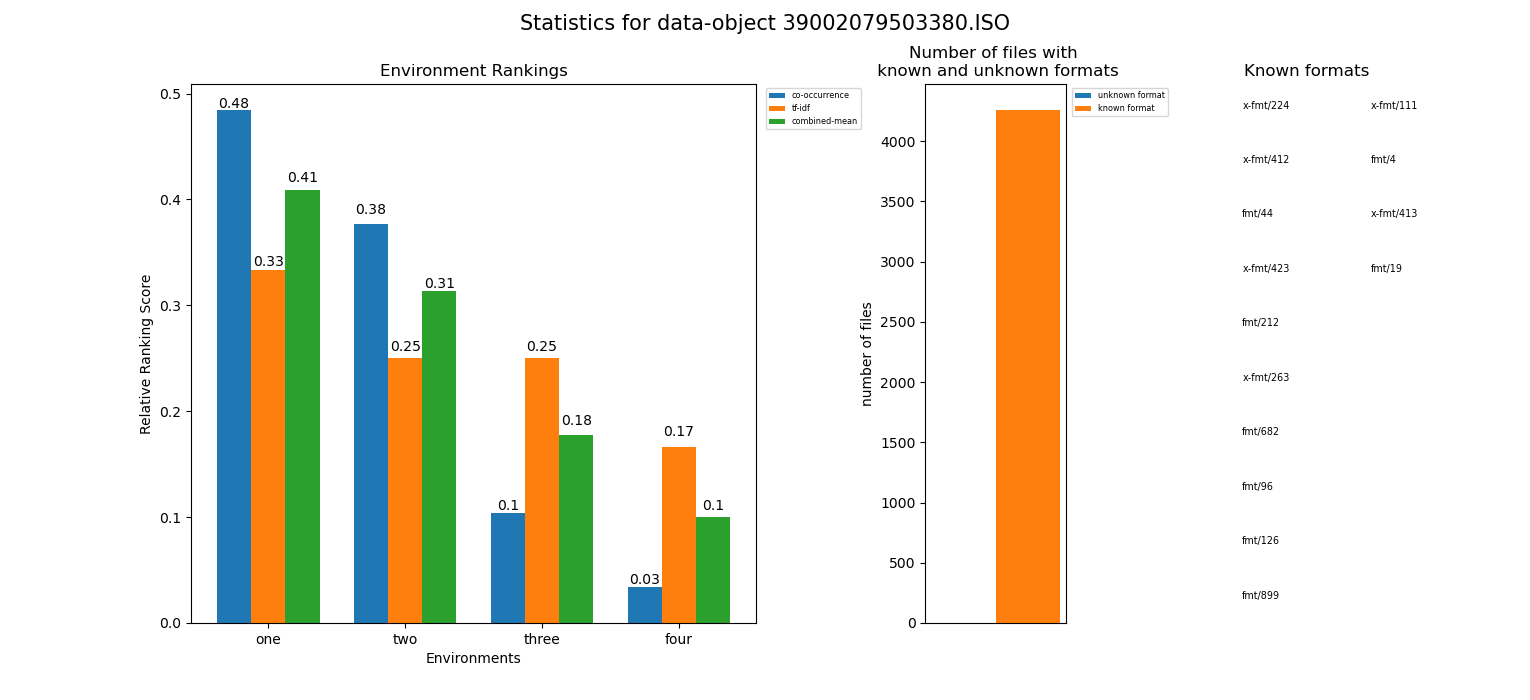 Statistics for data-object 39002079503380.ISO
Environment Rankings
0.5
0.4
0.3
0.2
0.1
0.0
Relative Ranking Score
0.48
0.33
0.41
0.38
0.25
0.31
0.1
0.25
0.18
0.03
0.17
0.1
one
two
three
four
Environments
co-occurrence
tf-idf
combined-mean
Number of files with
known and unknown formats
4000
3500
3000
2500
2000
1500
1000
500
0
number of files
unknown format
known format
Known formats
x-fmt/224 x-fmt/111
x-fmt/412 fmt/4
fmt/44 x-fmt/413
x-fmt/423 fmt/19
fmt/212
x-fmt/263
fmt/682
fmt/96
fmt/126
fmt/899